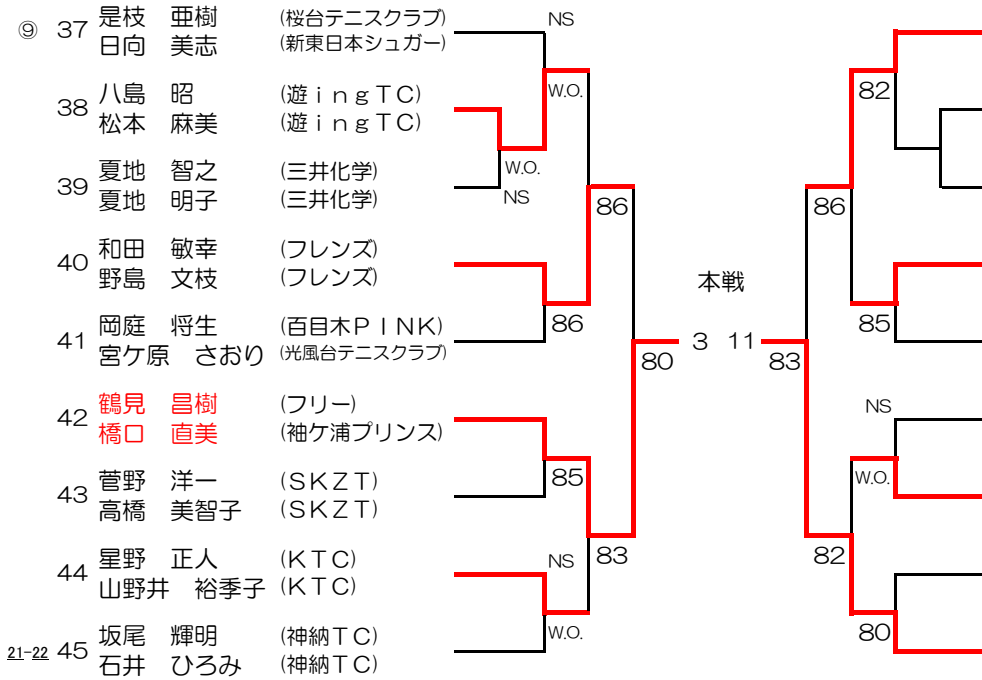 ⑨ 37 是枝 亜樹 (桜台テニスクラブ) NS
日向 美志 (新東日本シュガー)
W.O. 82
38 八島 昭 (遊ingTC)
松本 麻美 (遊ingTC)
W.O.
39 夏地 智之 (三井化学)
夏地 明子 (三井化学) NS
86 86
40 和田 敏幸 (フレンズ)
野島 文枝 (フレンズ)
本戦
86 85
41 岡庭 将生 (百目木PINK)
宮ケ原 さおり (光風台テニスクラブ)
80 3 11 83
42 鶴見 昌樹 (フリー) NS
橋口 直美 (袖ケ浦プリンス)
85 W.O.
43 菅野 洋一 (SKZT)
高橋 美智子 (SKZT)
83 82
44 星野 正人 (KTC) NS
山野井 裕季子 (KTC)
W.O. 80
21-22 45 坂尾 輝明 (神納TC)
石井 ひろみ (神納TC)